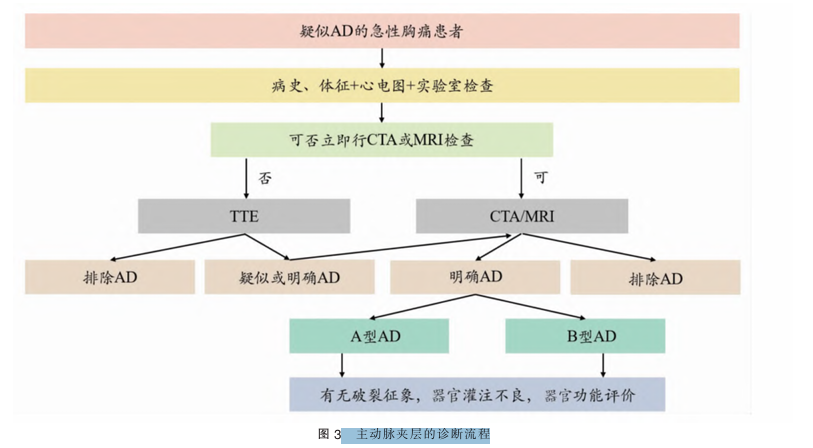 疑似AD的急性胸痛患者
病史、体征+心电图+实验室检查
可否立即行CTA或MRI检查
否
可
TTE
CTA/MRI
排除AD
疑似或明确AD
明确AD
排除AD
A型AD
B型AD
有无破裂征象，器官灌注不良，器官功能评价
图 3 主动脉夹层的诊断流程